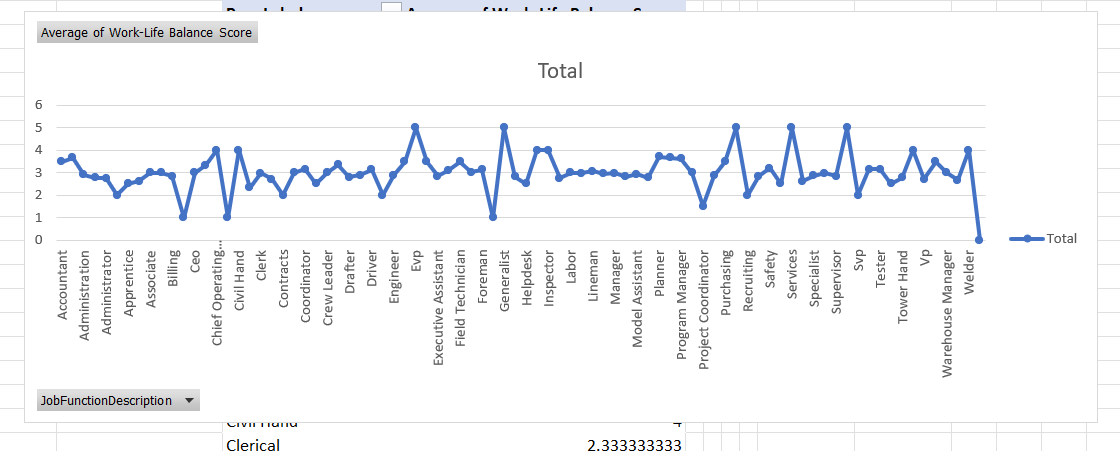 Average of Work-Life Balance Score
Total
6
5
4
3
2
1
0
Accountant
Administration
Administrator
Apprentice
Associate
Billing
Ceo
Chief Operating...
Civil Hand
Clerk
Contracts
Coordinator
Crew Leader
Drafter
Driver
Engineer
Evp
Executive Assistant
Field Technician
Foreman
Generalist
Helpdesk
Inspector
Labor
Lineman
Manager
Model Assistant
Planner
Program Manager
Project Coordinator
Purchasing
Recruiting
Safety
Services
Specialist
Supervisor
Svp
Tester
Tower Hand
Vp
Warehouse Manager
Welder
Total
JobFunctionDescription
Civil Hand 4
Clerical 2.333333333